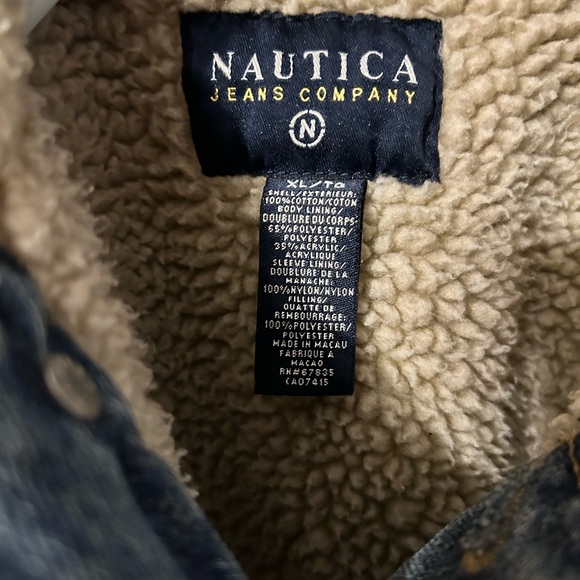 NAUTICA
JEANS COMPANY
N
XL/TG
SHELL/EXTERIEUR:
100%COTTON/COTON
BODY LINING/
DOUBLURE DU CORPS:
65%POLYESTER/
POLYESTER
35%ACRYLIC/
ACRYLIQUE
SLEEVE LINING/
DOUBLURE DE LA
MANACHE:
100%NYLON/NYLON
FILLING/
OUATTE DE
REMBOURRAGE:
100%POLYESTER/
POLYESTER
MADE IN MACAU
FABRIQUE A
MACAO
RN#67835
CA07415